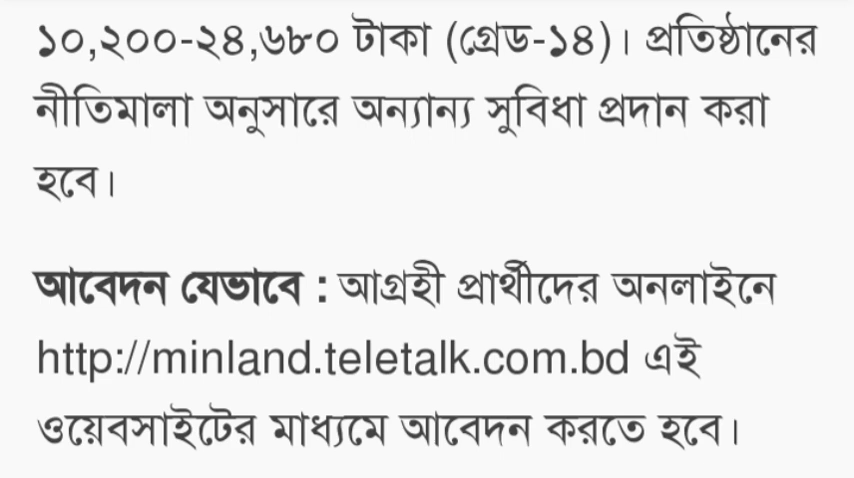 ১০,২০০-২৪,৬৮০ টাকা (গ্রেড-১৪)। প্রতিষ্ঠানের
নীতিমালা অনুসারে অন্যান্য সুবিধা প্রদান করা
হবে।
আবেদন যেভাবে : আগ্রহী প্রার্থীদের অনলাইনে
http://minland.teletalk.com.bd এই
ওয়েবসাইটের মাধ্যমে আবেদন করতে হবে।